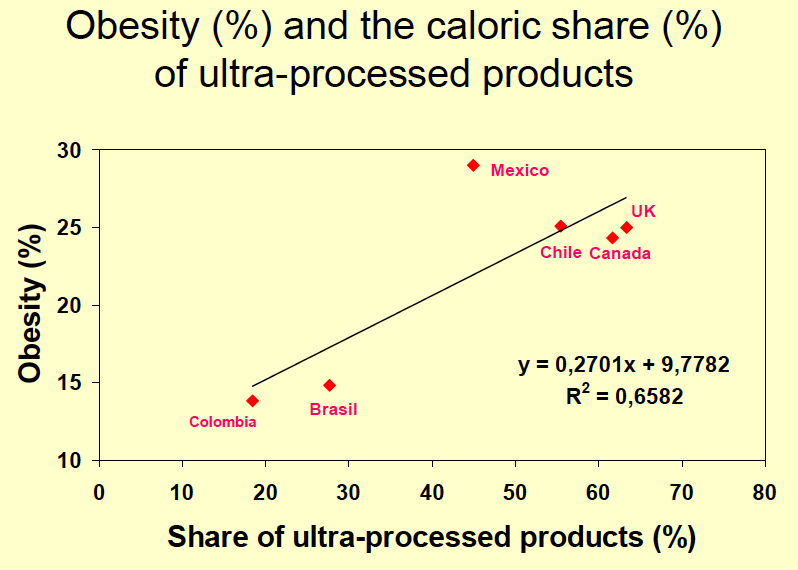 Obesity (%) and the caloric share (%)
of ultra-processed products
30
25
20
15
10
Obesity (%)
Mexico
UK
Chile
Canada
Brasil
Colombia
y = 0,2701x + 9,7782
R² = 0,6582
0 10 20 30 40 50 60 70 80
Share of ultra-processed products (%)